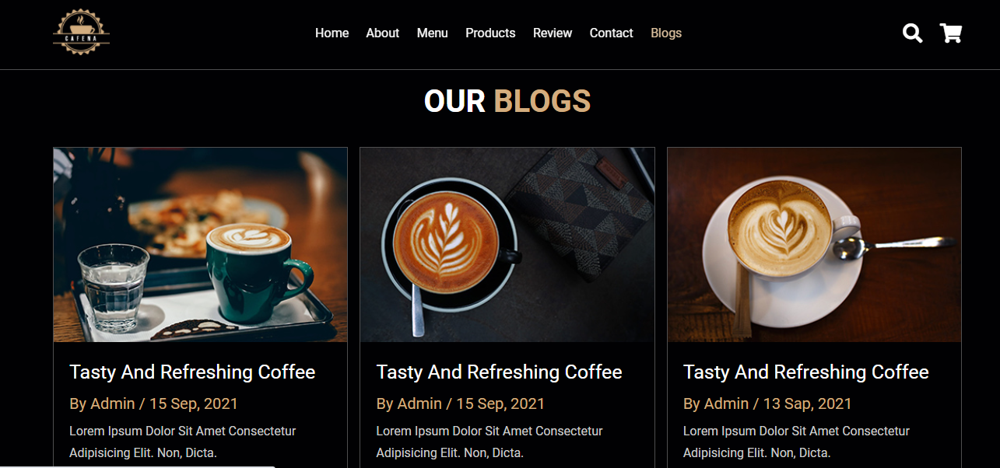 CAFENA
Home About Menu Products Review Contact Blogs
OUR BLOGS
Tasty And Refreshing Coffee
By Admin / 15 Sep, 2021
Lorem Ipsum Dolor Sit Amet Consectetur
Adipisicing Elit. Non, Dicta.
Tasty And Refreshing Coffee
By Admin / 15 Sep, 2021
Lorem Ipsum Dolor Sit Amet Consectetur
Adipisicing Elit. Non, Dicta.
Tasty And Refreshing Coffee
By Admin / 13 Sap, 2021
Lorem Ipsum Dolor Sit Amet Consectetur
Adipisicing Elit. Non, Dicta.